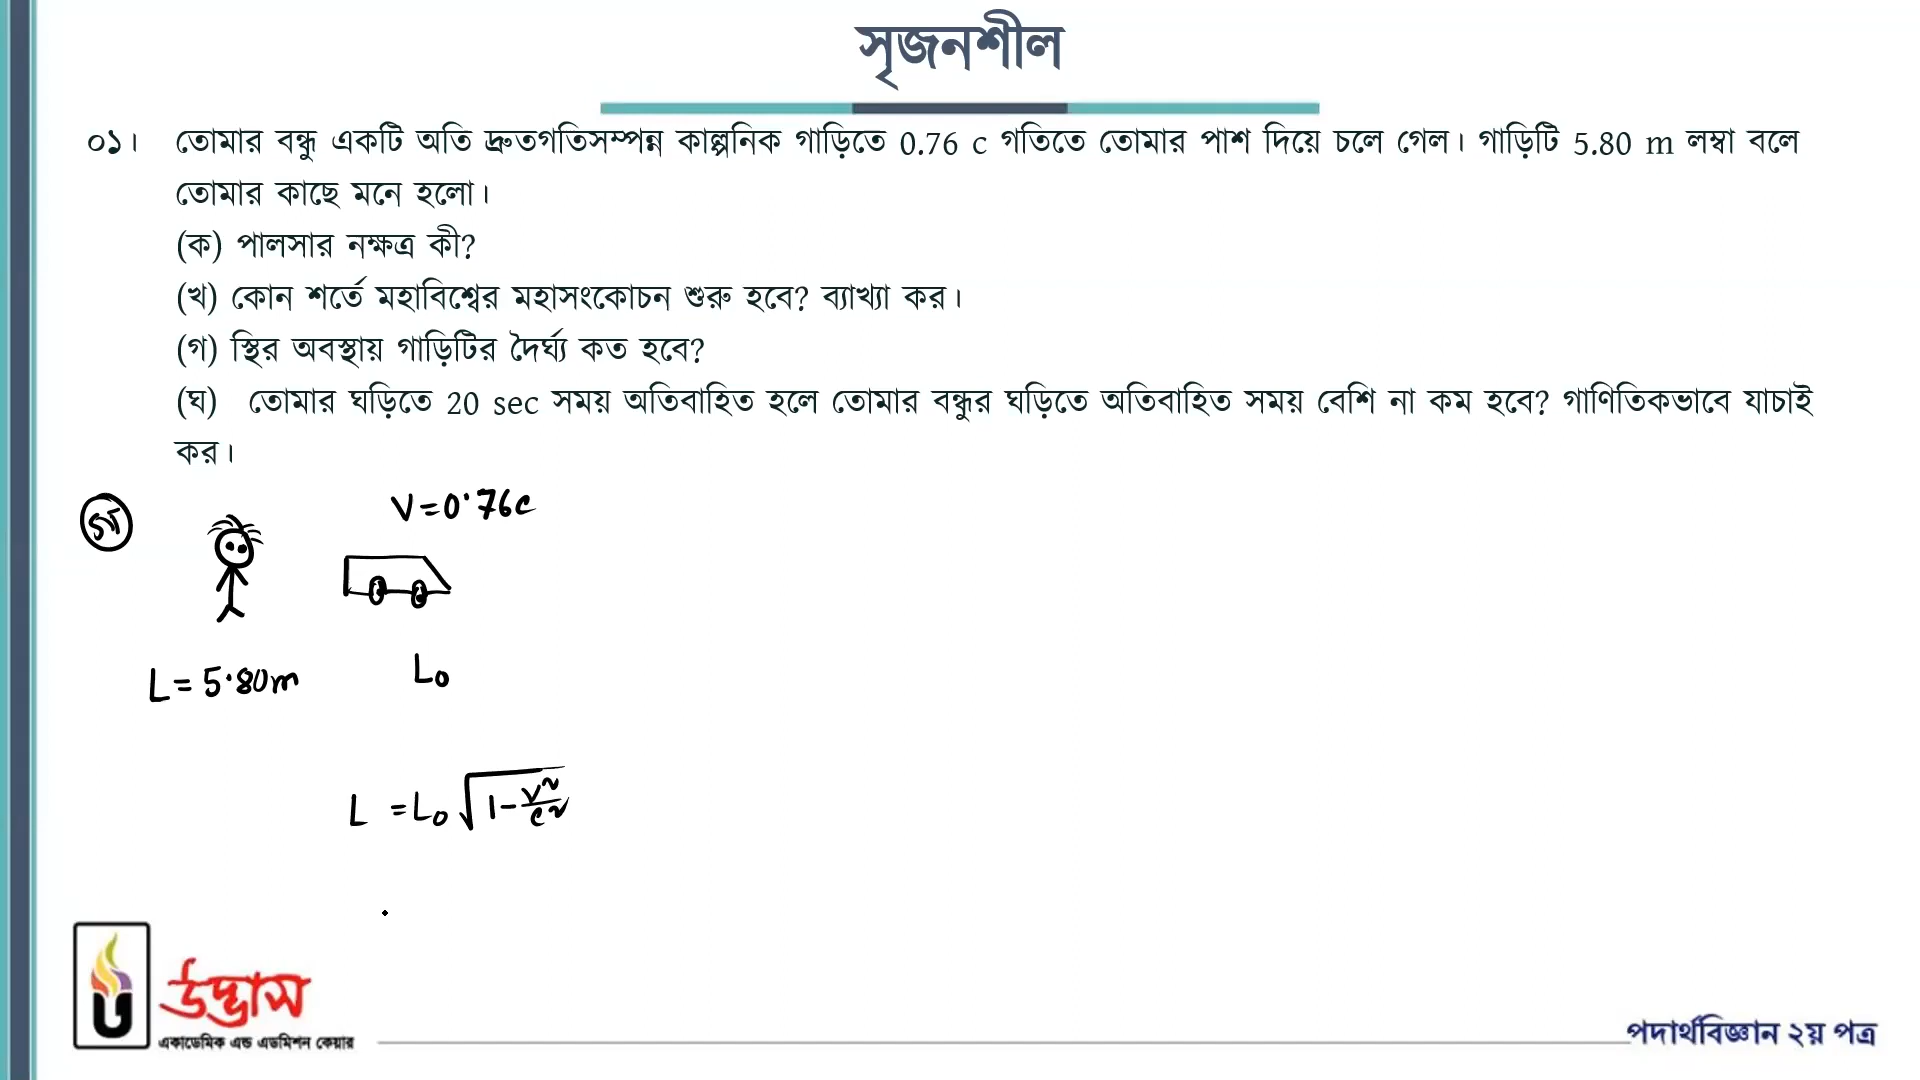 সৃজনশীল
০১। তোমার বন্ধু একটি অতি দ্রুতগতিসম্পন্ন কাল্পনিক গাড়িতে 0.76 c গতিতে তোমার পাশ দিয়ে চলে গেল। গাড়িটি 5.80 m লম্বা বলে
তোমার কাছে মনে হলো।
(ক) পালসার নক্ষত্র কী?
(খ) কোন শর্তে মহাবিশ্বের মহাসংকোচন শুরু হবে? ব্যাখ্যা কর।
(গ) স্থির অবস্থায় গাড়িটির দৈর্ঘ্য কত হবে?
(ঘ) তোমার ঘড়িতে 20 sec সময় অতিবাহিত হলে তোমার বন্ধুর ঘড়িতে অতিবাহিত সময় বেশি না কম হবে? গাণিতিকভাবে যাচাই
কর।
গ
V=0.76c
L=5.80m L₀
L = L₀ √(1-V²/c²)
উদ্ভাস
একাডেমিক এন্ড এডমিশন কেয়ার
পদার্থবিজ্ঞান ২য় পত্র